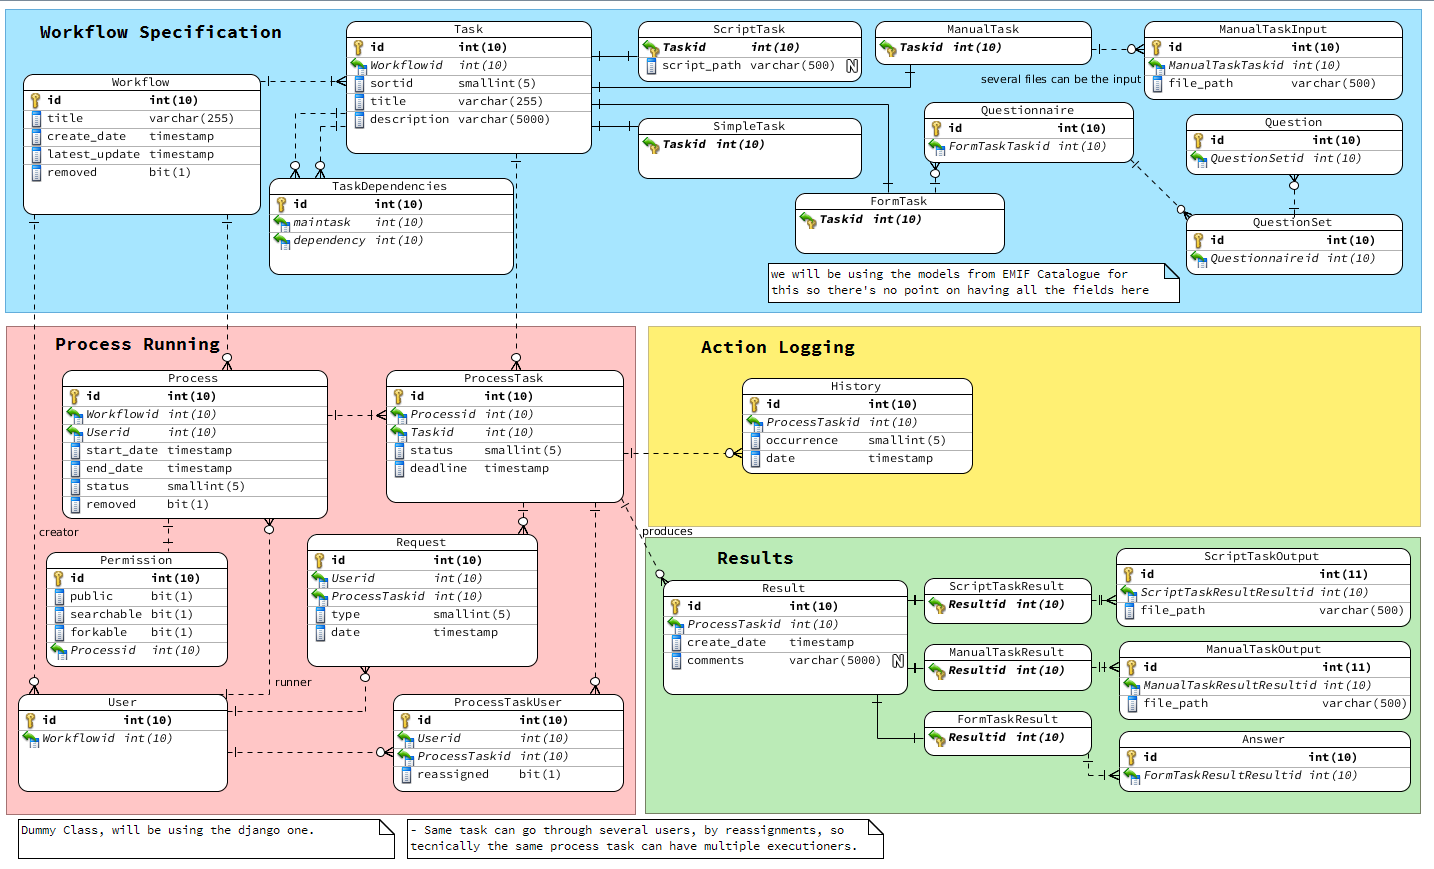 Workflow Specification
Workflow
id int(10)
title varchar(255)
create_date timestamp
latest_update timestamp
removed bit(1)
Task
id int(10)
Workflowid int(10)
sortid smallint(5)
title varchar(255)
description varchar(5000)
TaskDependencies
id int(10)
maintask int(10)
dependency int(10)
ScriptTask
Taskid int(10)
script_path varchar(500) N
SimpleTask
Taskid int(10)
ManualTask
Taskid int(10)
several files can be the input
ManualTaskInput
id int(10)
ManualTaskTaskid int(10)
file_path varchar(500)
Questionnaire
id int(10)
FormTaskTaskid int(10)
Question
id int(10)
QuestionSetid int(10)
FormTask
Taskid int(10)
QuestionSet
id int(10)
Questionnaireid int(10)
we will be using the models from EMIF Catalogue for
this so there's no point on having all the fields here
Process Running
Process
id int(10)
Workflowid int(10)
Userid int(10)
start_date timestamp
end_date timestamp
status smallint(5)
removed bit(1)
ProcessTask
id int(10)
Processid int(10)
Taskid int(10)
status smallint(5)
deadline timestamp
creator
Permission
id int(10)
public bit(1)
searchable bit(1)
forkable bit(1)
Processid int(10)
Request
id int(10)
Userid int(10)
ProcessTaskid int(10)
type smallint(5)
date timestamp
runner
User
id int(10)
Workflowid int(10)
ProcessTaskUser
id int(10)
Userid int(10)
ProcessTaskid int(10)
reassigned bit(1)
Action Logging
History
id int(10)
ProcessTaskid int(10)
occurrence smallint(5)
date timestamp
produces
Results
Result
id int(10)
ProcessTaskid int(10)
create_date timestamp
comments varchar(5000) N
ScriptTaskResult
Resultid int(10)
ManualTaskResult
Resultid int(10)
FormTaskResult
Resultid int(10)
ScriptTaskOutput
id int(11)
ScriptTaskResultResultid int(10)
file_path varchar(500)
ManualTaskOutput
id int(11)
ManualTaskResultResultid int(10)
file_path varchar(500)
Answer
id int(10)
FormTaskResultResultid int(10)
Dummy Class, will be using the django one.
- Same task can go through several users, by reassignments, so
tecnically the same process task can have multiple executioners.